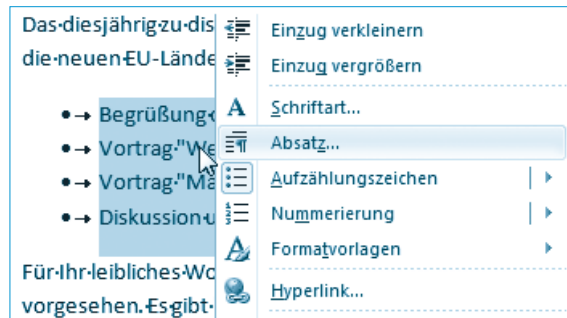 Das diesjährig zu dis
die neuen EU-Lände
• → Begrüßung
• → Vortrag "We
• → Vortrag "Ma
• → Diskussion u
Für Ihr leibliches Wo
vorgesehen. Es gibt
Einzug verkleinern
Einzug vergrößern
Schriftart...
Absatz...
Aufzählungszeichen
Nummerierung
Formatvorlagen
Hyperlink...